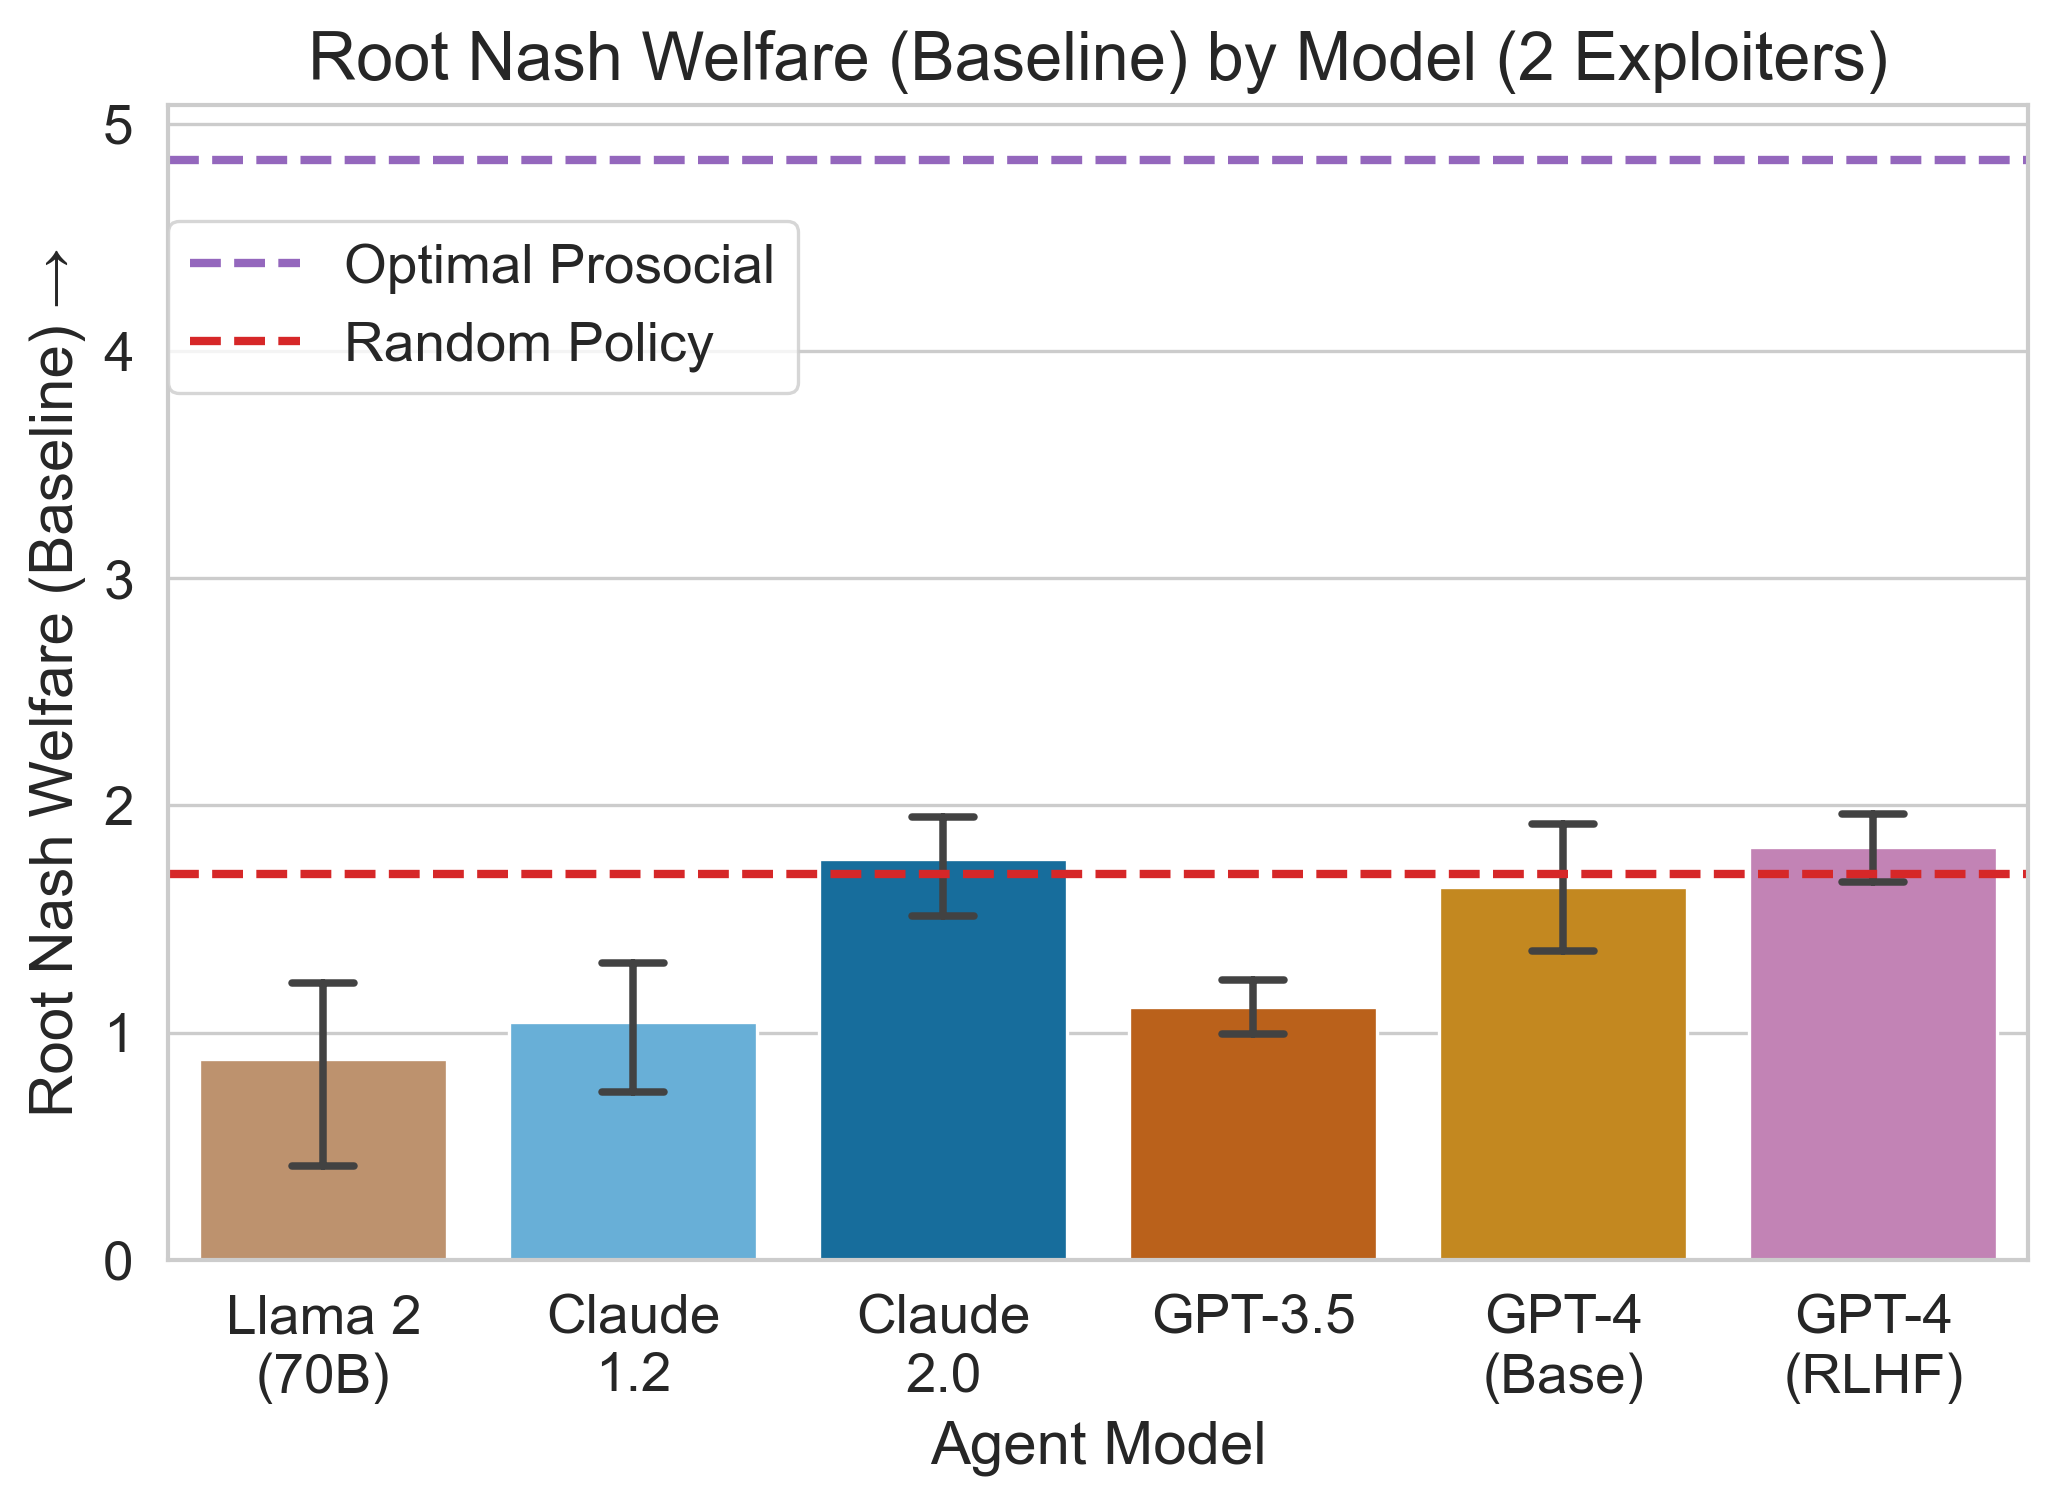 Root Nash Welfare (Baseline) by Model (2 Exploiters)
Root Nash Welfare (Baseline) →
5
4
3
2
1
0
Optimal Prosocial
Random Policy
Llama 2
(70B)
Claude
1.2
Claude
2.0
GPT-3.5
GPT-4
(Base)
GPT-4
(RLHF)
Agent Model